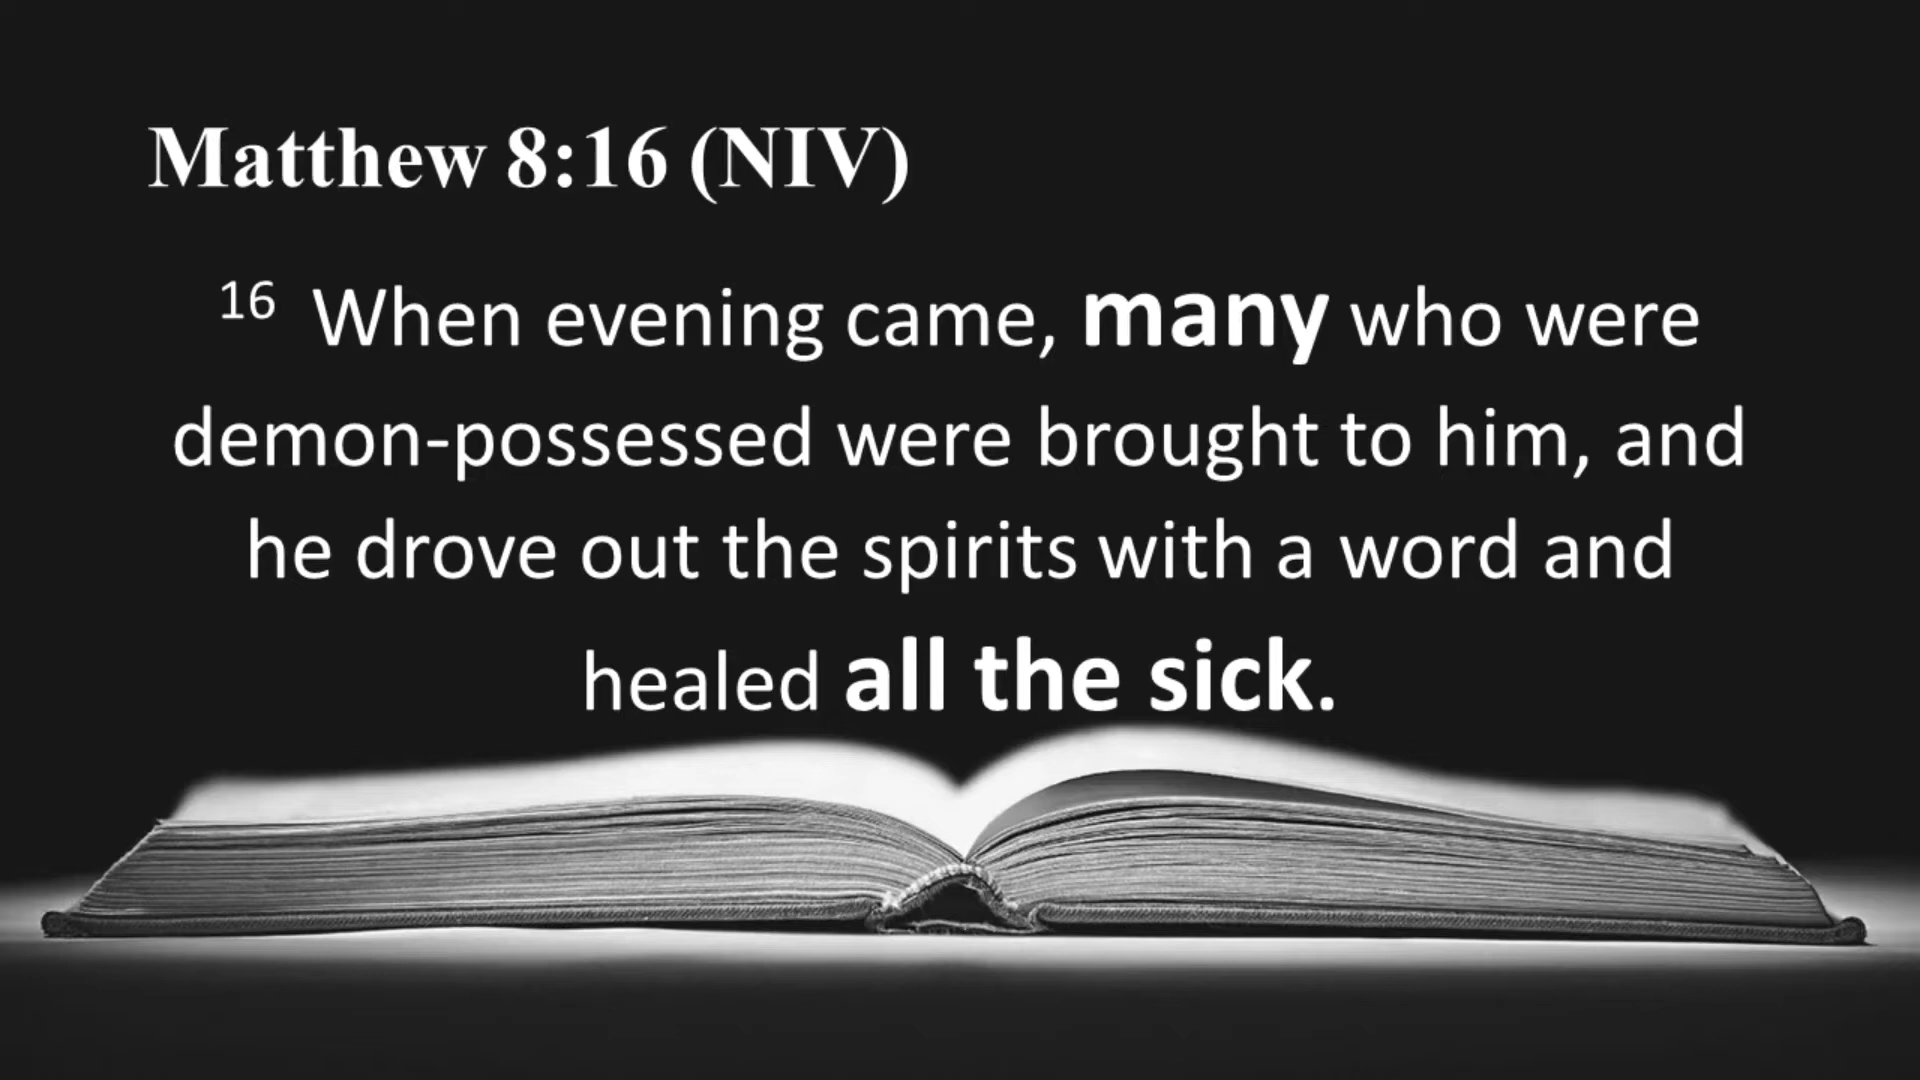 Matthew 8:16 (NIV)
16 When evening came, many who were
demon-possessed were brought to him, and
he drove out the spirits with a word and
healed all the sick.